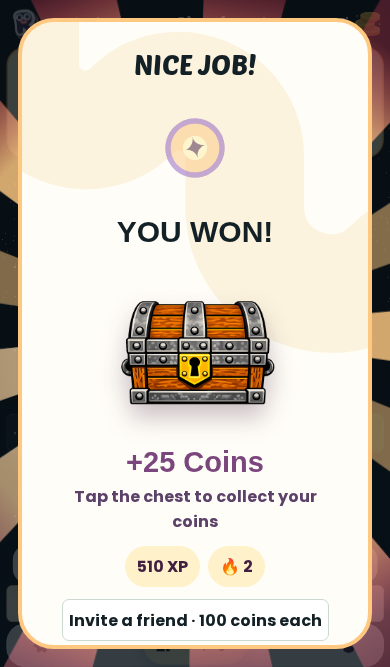 NICE JOB!
YOU WON!
+25 Coins
Tap the chest to collect your
coins
510 XP
🔥 2
Invite a friend · 100 coins each